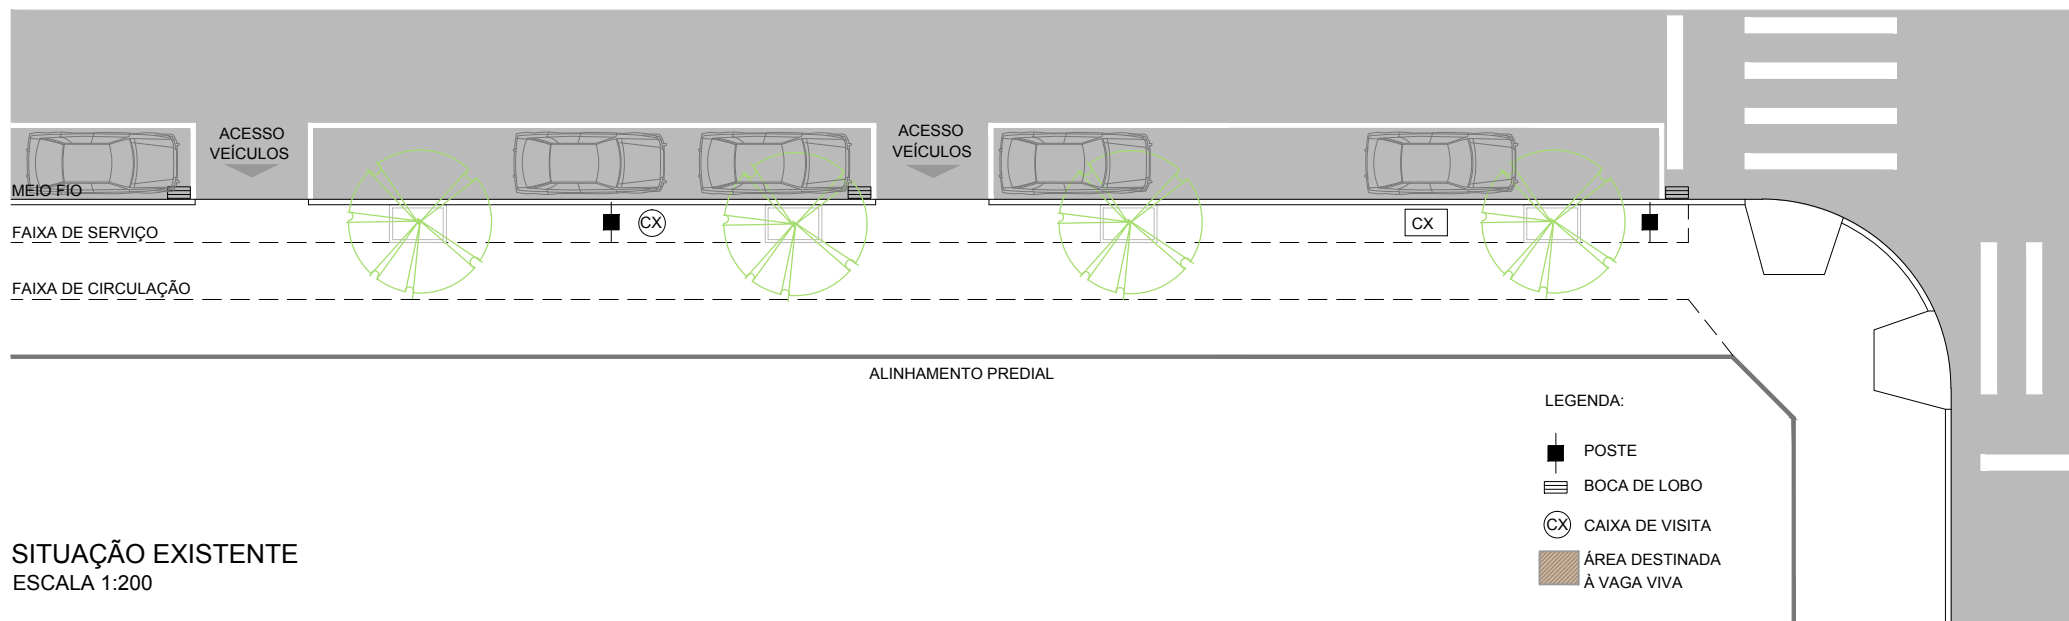 ACESSO
VEÍCULOS
ACESSO
VEÍCULOS
MEIO FIO
CX
CX
FAIXA DE SERVIÇO
FAIXA DE CIRCULAÇÃO
ALINHAMENTO PREDIAL
LEGENDA:
POSTE
BOCA DE LOBO
CX CAIXA DE VISITA
ÁREA DESTINADA
À VAGA VIVA
SITUAÇÃO EXISTENTE
ESCALA 1:200